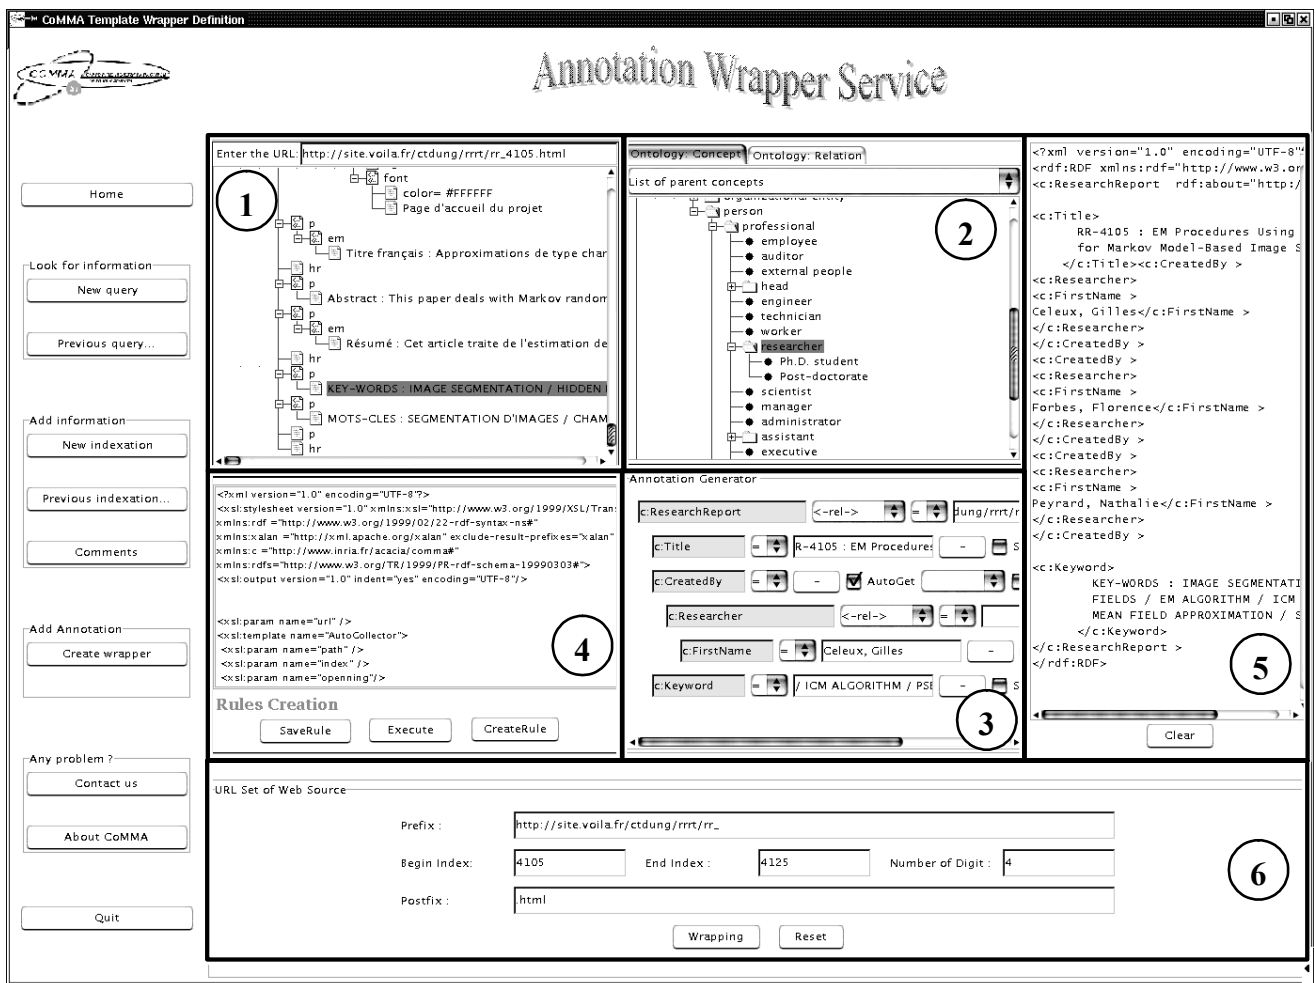 CoMMA Template Wrapper Definition
COMMA
Annotation Wrapper Service
Home
Look for information
New query
Previous query...
Add information
New indexation
Previous indexation...
Comments
Add Annotation
Create wrapper
Any problem ?
Contact us
About CoMMA
Quit
Enter the URL: http://site.voila.fr/ctdung/rrrt/rr_4105.html
1
font
color= #FFFFFF
Page d'accueil du projet
p
em
Titre français : Approximations de type char
hr
p
Abstract : This paper deals with Markov random
p
em
Résumé : Cet article traite de l'estimation de
hr
p
KEY-WORDS : IMAGE SEGMENTATION / HIDDEN
p
MOTS-CLES : SEGMENTATION D'IMAGES / CHAM
p
hr
Ontology: Concept Ontology: Relation
List of parent concepts
2
organizational entity
person
professional
employee
auditor
external people
head
engineer
technician
worker
researcher
Ph.D. student
Post-doctorate
scientist
manager
administrator
assistant
executive
<?xml version="1.0" encoding="UTF-8"?>
<xsl:stylesheet version="1.0" xmlns:xsl="http://www.w3.org/1999/XSL/Tran
xmlns:rdf ="http://www.w3.org/1999/02/22-rdf-syntax-ns#"
xmlns:xalan ="http://xml.apache.org/xalan" exclude-result-prefixes="xalan"
xmlns:c ="http://www.inria.fr/acacia/comma#"
xmlns:rdfs="http://www.w3.org/TR/1999/PR-rdf-schema-19990303#">
<xsl:output version="1.0" indent="yes" encoding="UTF-8"/>
<xsl:param name="url" />
<xsl:template name="AutoCollector">
<xsl:param name="path" />
<xsl:param name="index" />
<xsl:param name="openning"/>
4
Rules Creation
SaveRule Execute CreateRule
Annotation Generator
c:ResearchReport <-rel-> = dung/rrrt/r
c:Title = R-4105 : EM Procedures - S
c:CreatedBy = - AutoGet
c:Researcher <-rel-> =
c:FirstName = Celeux, Gilles -
c:Keyword = / ICM ALGORITHM / PSE - S
3
<?xml version="1.0" encoding="UTF-8"
<rdf:RDF xmlns:rdf="http://www.w3.or
<c:ResearchReport rdf:about="http:/
<c:Title>
RR-4105 : EM Procedures Using
for Markov Model-Based Image S
</c:Title><c:CreatedBy >
<c:Researcher>
<c:FirstName >
Celeux, Gilles</c:FirstName >
</c:Researcher>
</c:CreatedBy >
<c:CreatedBy >
<c:Researcher>
<c:FirstName >
Forbes, Florence</c:FirstName >
</c:Researcher>
</c:CreatedBy >
<c:CreatedBy >
<c:Researcher>
<c:FirstName >
Peyrard, Nathalie</c:FirstName >
</c:Researcher>
</c:CreatedBy >
<c:Keyword>
KEY-WORDS : IMAGE SEGMENTATI
FIELDS / EM ALGORITHM / ICM
MEAN FIELD APPROXIMATION / S
</c:Keyword>
</c:ResearchReport >
</rdf:RDF>
5
Clear
URL Set of Web Source
Prefix : http://site.voila.fr/ctdung/rrrt/rr_
Begin Index: 4105 End Index : 4125 Number of Digit : 4
Postfix : .html
6
Wrapping Reset